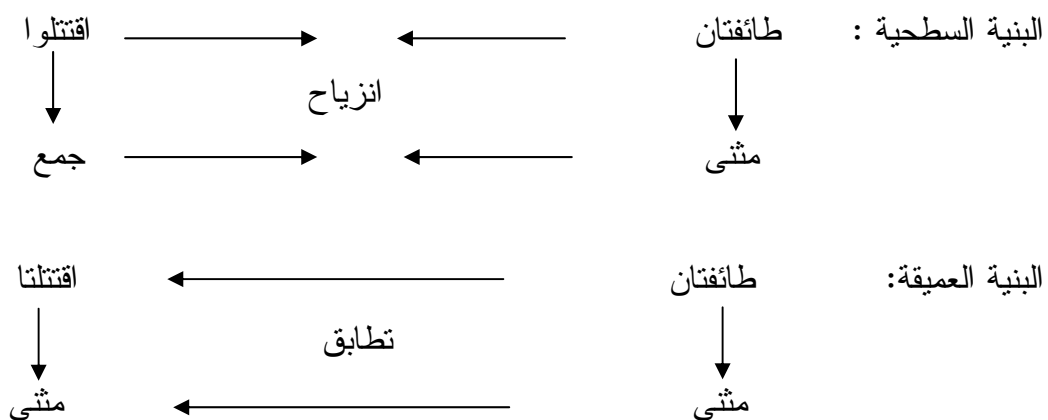 البنية السطحية : طائفتان اقتتلوا
انزياح
مثنى جمع
البنية العميقة: طائفتان اقتتلتا
تطابق
مثنى مثنى